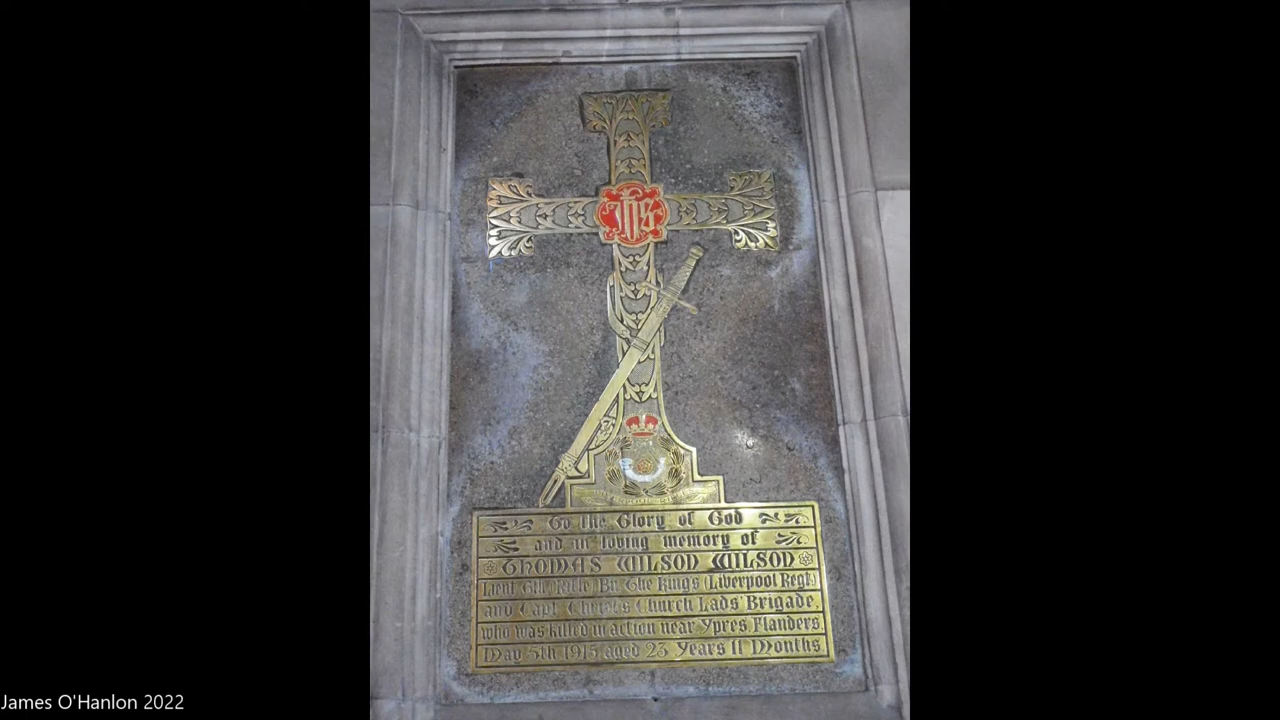 IHS
To the Glory of God
and in loving memory of
THOMAS WILSON WILSON
Lieut 6th (Rifle) Bn. The Kings (Liverpool Regt.)
and Capt Christ's Church Lads' Brigade,
who was killed in action near Ypres Flanders,
May 5th 1915 aged 23 Years 11 Months
James O'Hanlon 2022